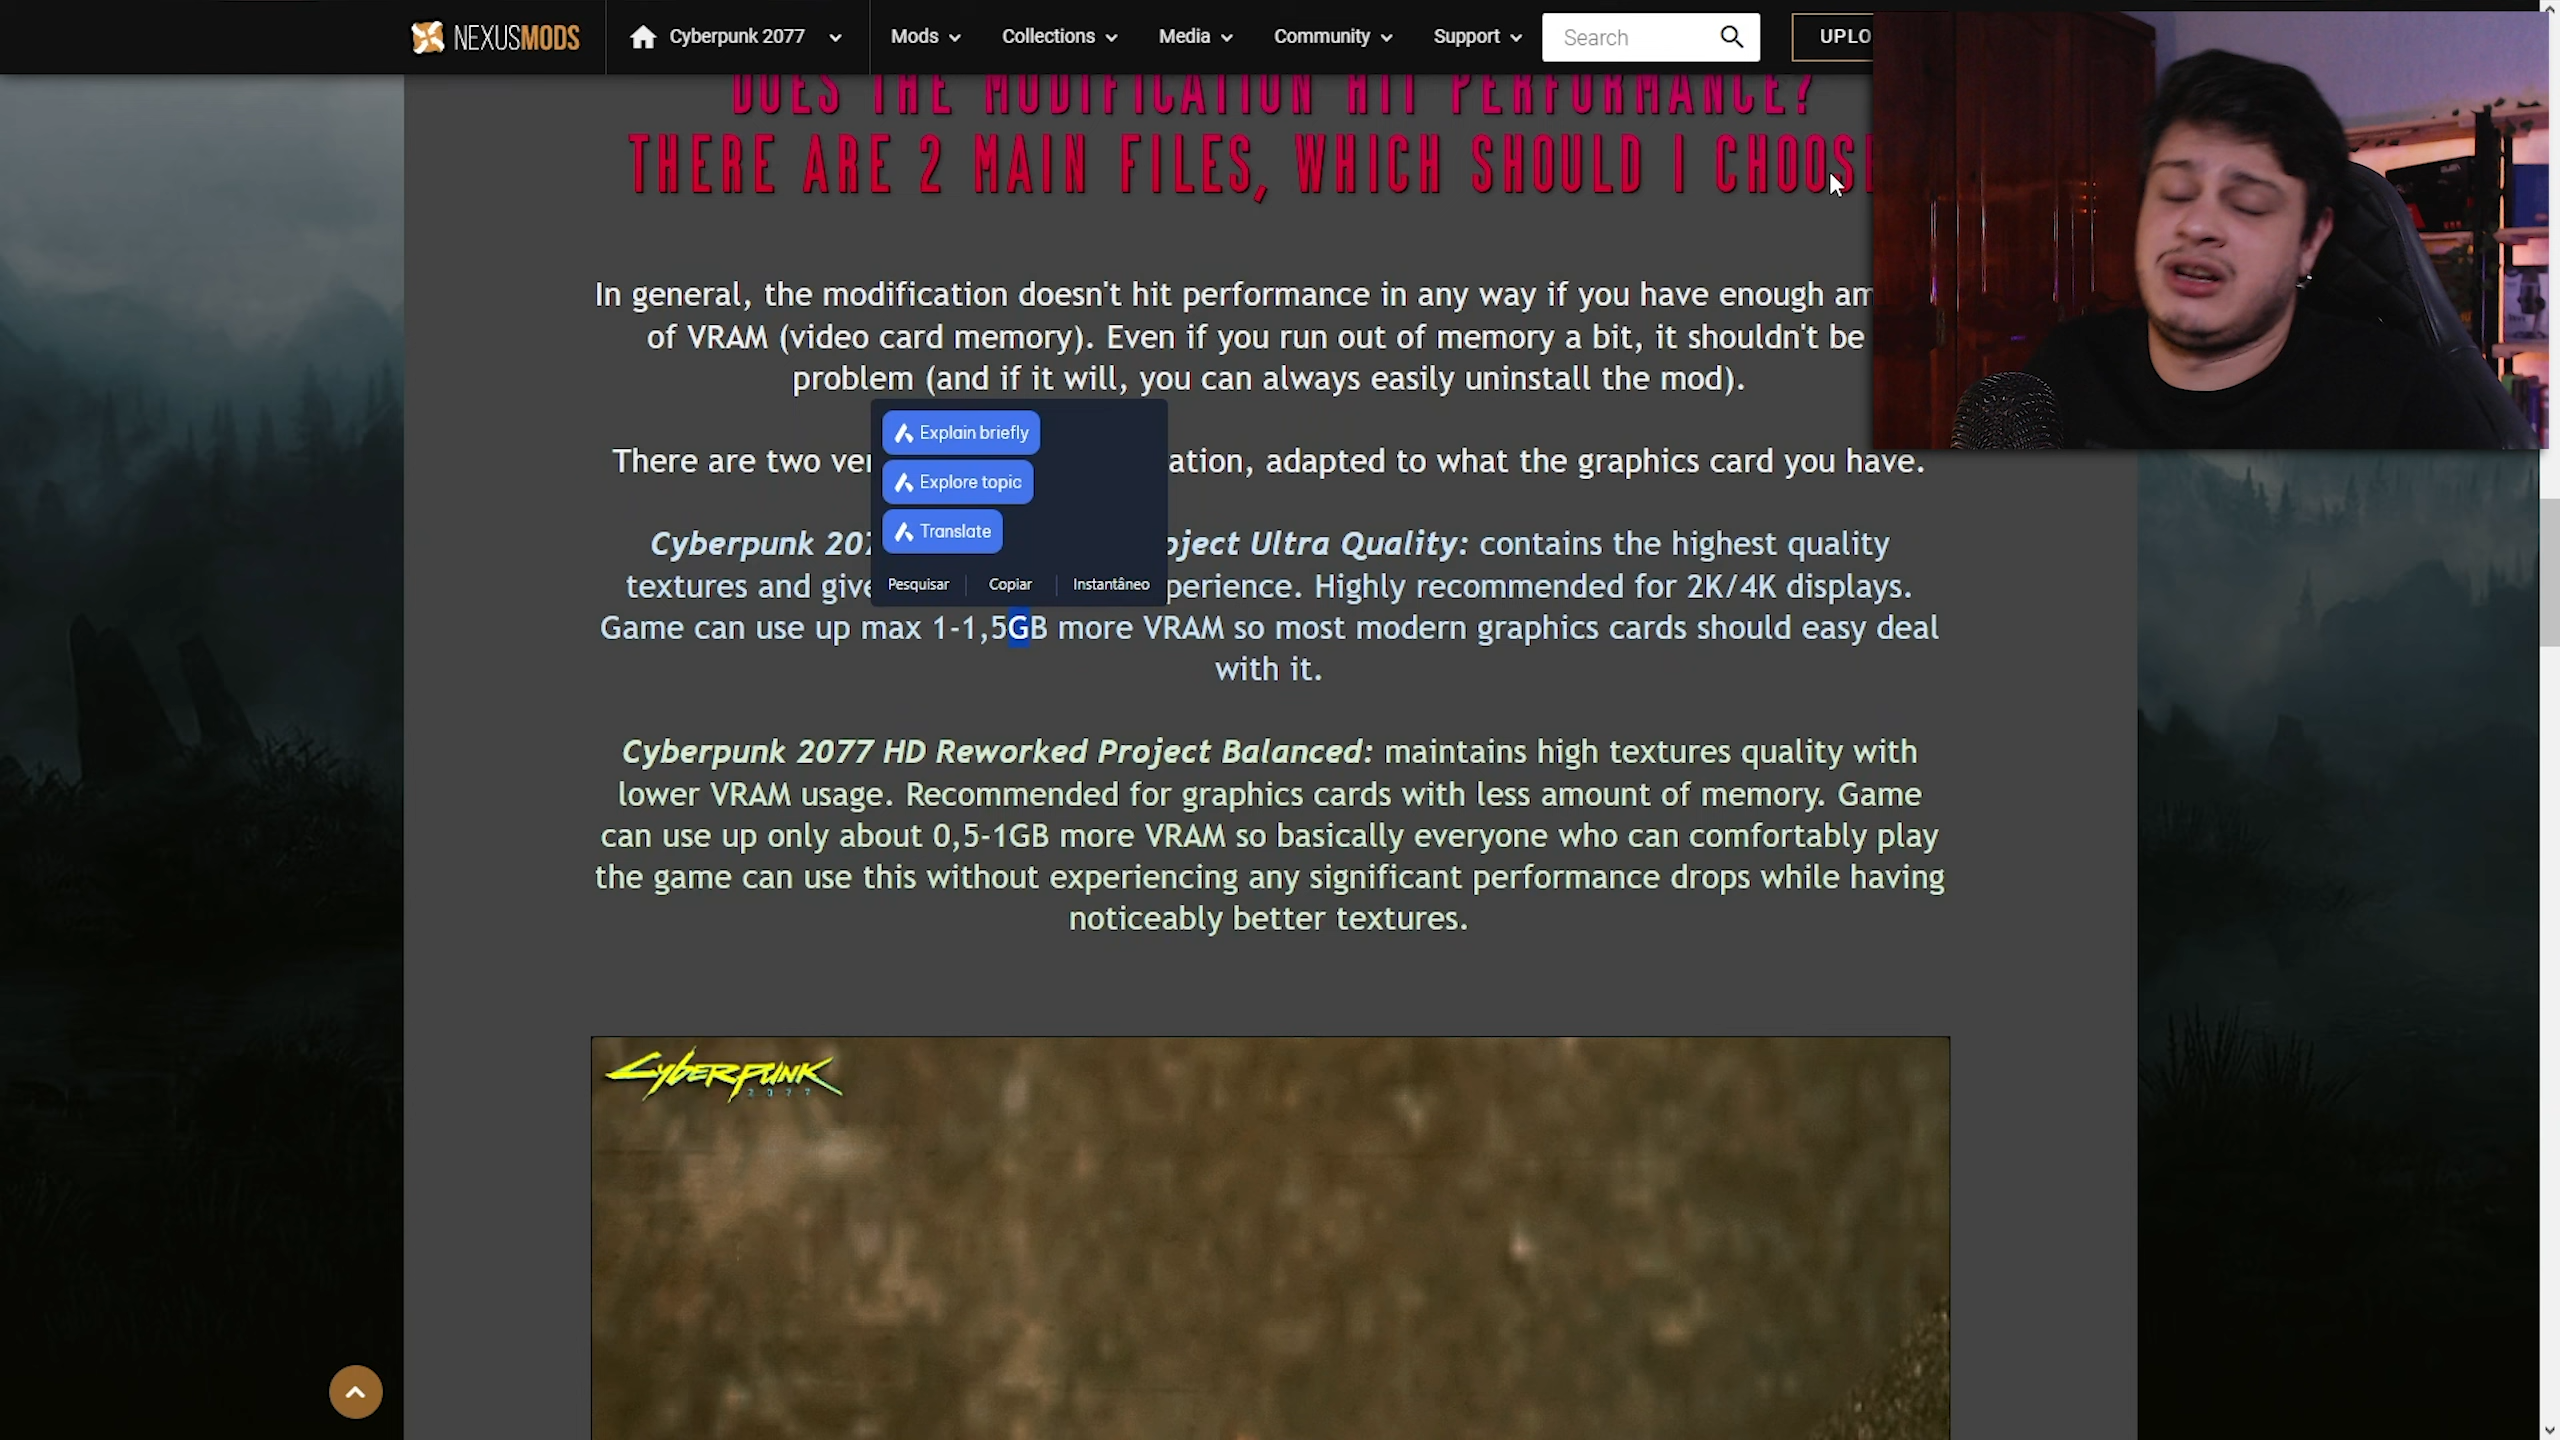 NEXUSMODS
Cyberpunk 2077
Mods
Collections
Media
Community
Support
Search
UPLO
DOES THE MODIFICATION HIT PERFORMANCE?
THERE ARE 2 MAIN FILES, WHICH SHOULD I CHOOS
In general, the modification doesn't hit performance in any way if you have enough am
of VRAM (video card memory). Even if you run out of memory a bit, it shouldn't be
problem (and if it will, you can always easily uninstall the mod).
There are two ver ation, adapted to what the graphics card you have.
Explain briefly
Explore topic
Translate
Pesquisar
Copiar
Instantâneo
Cyberpunk 207 oject Ultra Quality: contains the highest quality
textures and give perience. Highly recommended for 2K/4K displays.
Game can use up max 1-1,5GB more VRAM so most modern graphics cards should easy deal
with it.
Cyberpunk 2077 HD Reworked Project Balanced: maintains high textures quality with
lower VRAM usage. Recommended for graphics cards with less amount of memory. Game
can use up only about 0,5-1GB more VRAM so basically everyone who can comfortably play
the game can use this without experiencing any significant performance drops while having
noticeably better textures.
Cyberpunk
2077